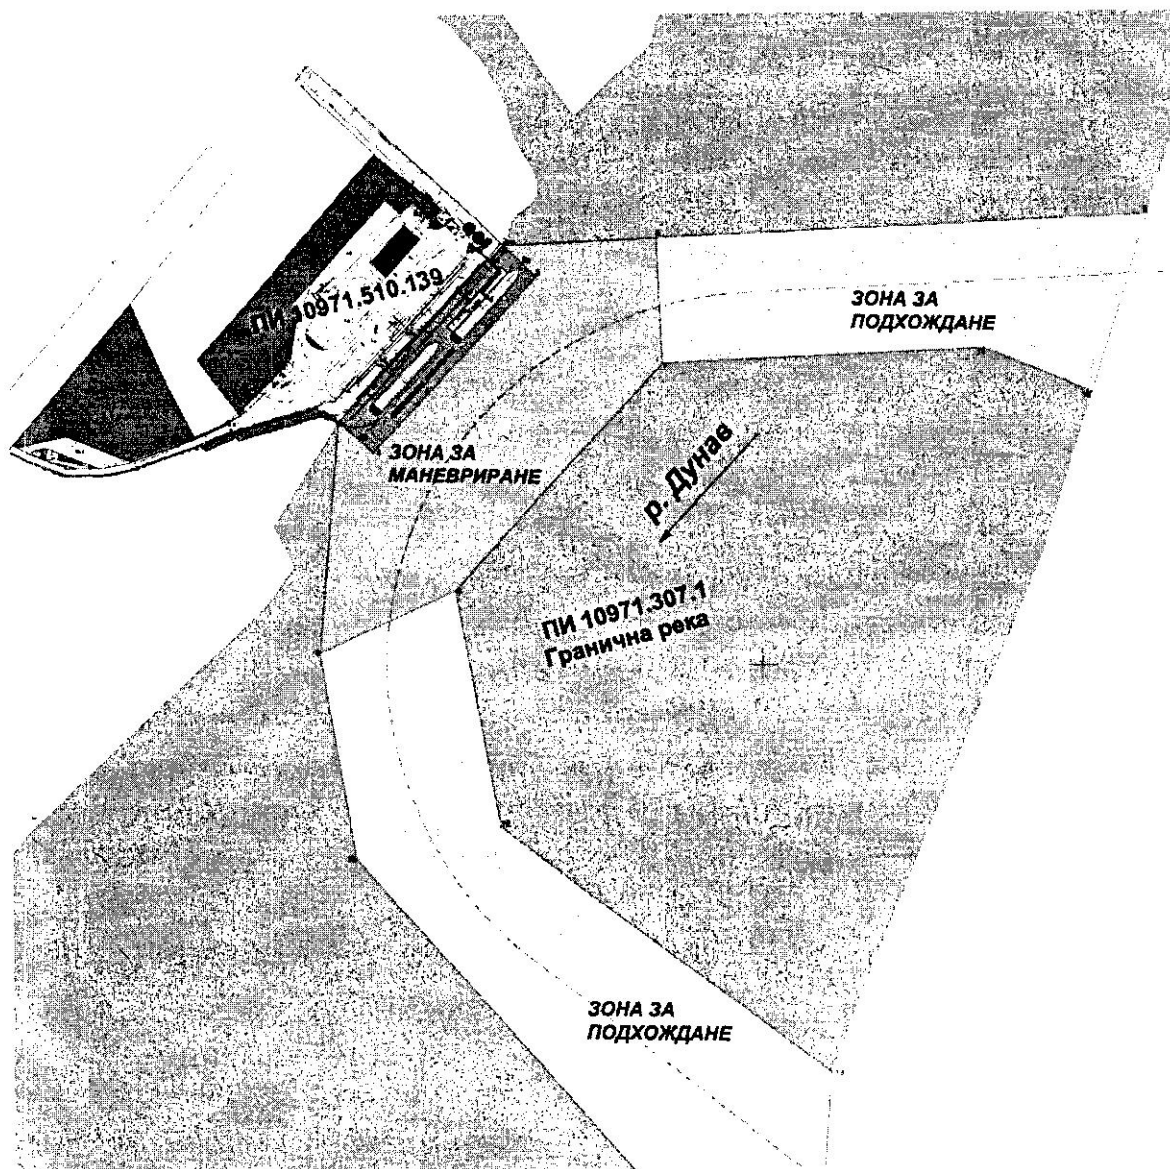 ПИ 10971.510.139
ЗОНА ЗА
ПОДХОЖДАНЕ
ЗОНА ЗА
МАНЕВРИРАНЕ
р. Дунав
ПИ 10971.307.1
Гранична река
ЗОНА ЗА
ПОДХОЖДАНЕ